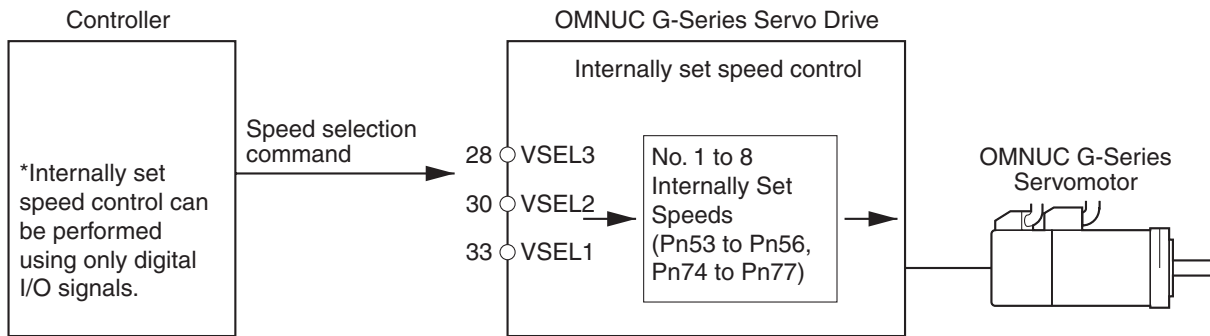 Controller
OMNUC G-Series Servo Drive
Internally set speed control
Speed selection
command
*Internally set
speed control can
be performed
using only digital
I/O signals.
28 VSEL3
30 VSEL2
33 VSEL1
No. 1 to 8
Internally Set
Speeds
(Pn53 to Pn56,
Pn74 to Pn77)
OMNUC G-Series
Servomotor